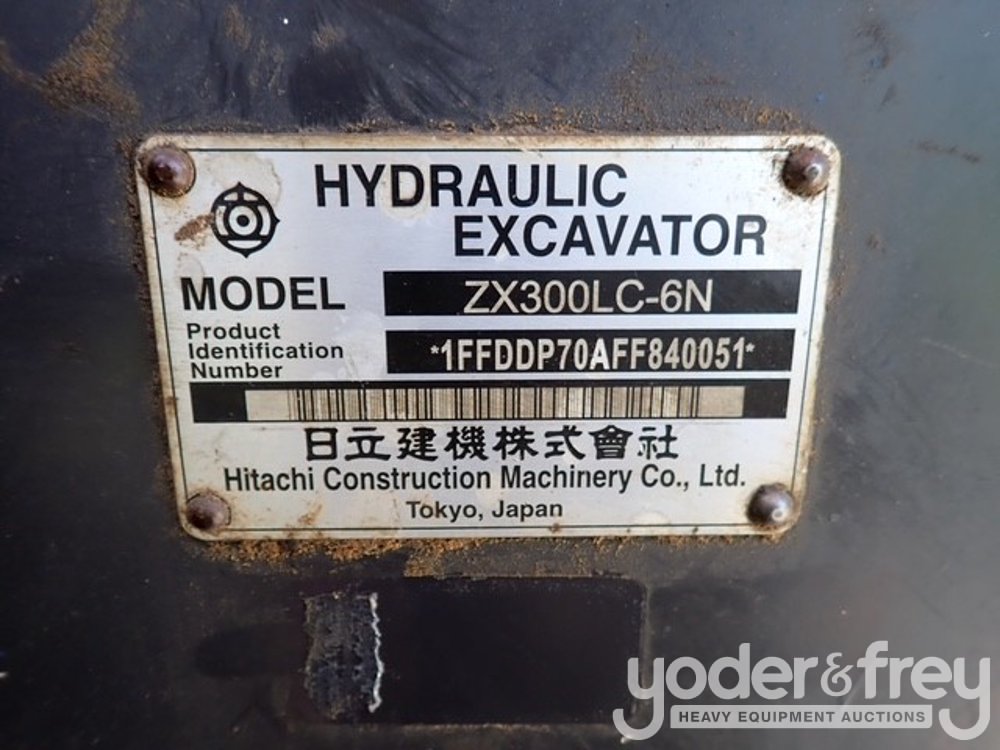 HYDRAULIC
EXCAVATOR
MODEL ZX300LC-6N
Product
Identification
Number
*1FFDDP70AFF840051*
日立建機株式會社
Hitachi Construction Machinery Co., Ltd.
Tokyo, Japan
yoder&frey
HEAVY EQUIPMENT AUCTIONS